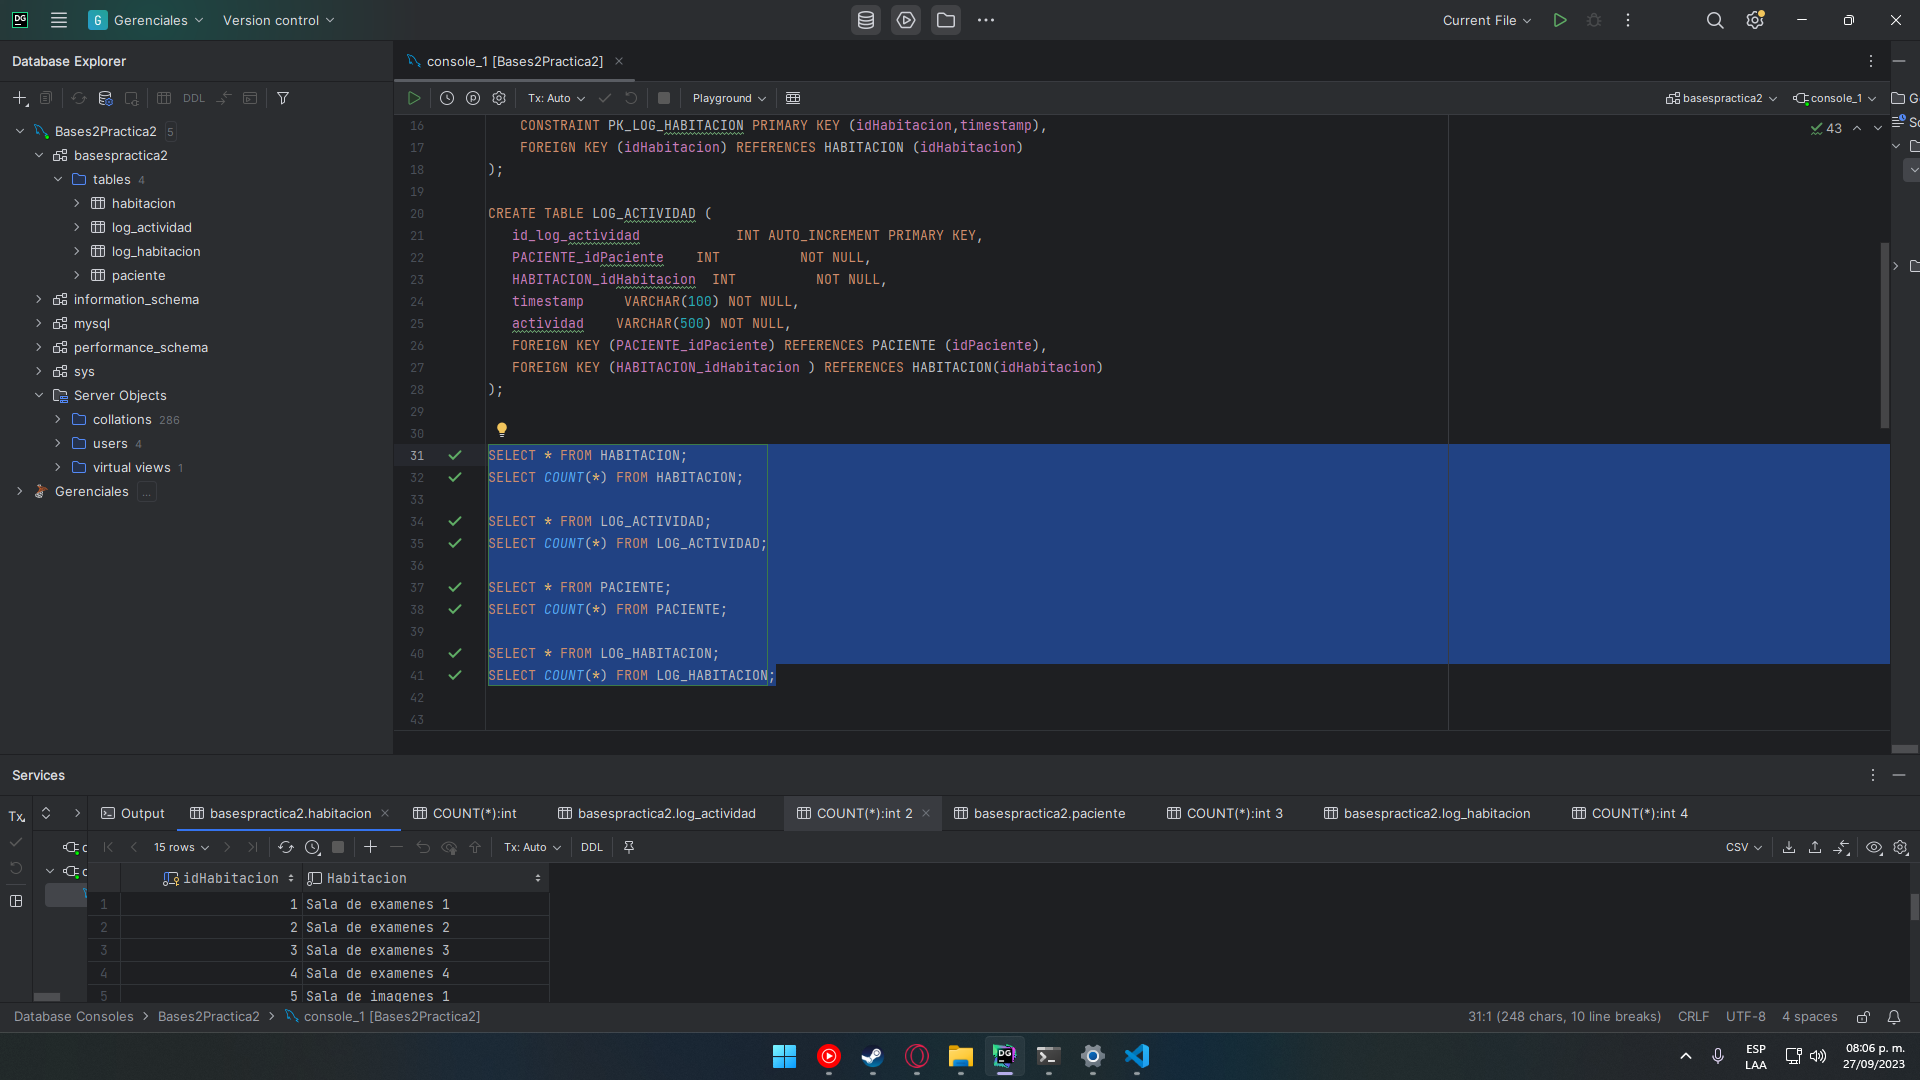 DG
G
Gerenciales
Version control
Current File
Database Explorer
console_1 [Bases2Practica2]
DDL
Tx: Auto
Playground
basespractica2
console_1
Bases2Practica2 5
basespractica2
tables 4
habitacion
log_actividad
log_habitacion
paciente
information_schema
mysql
performance_schema
sys
Server Objects
collations 286
users 4
virtual views 1
Gerenciales ...
43
16 CONSTRAINT PK_LOG_HABITACION PRIMARY KEY (idHabitacion,timestamp),
17 FOREIGN KEY (idHabitacion) REFERENCES HABITACION (idHabitacion)
18 );
19
20 CREATE TABLE LOG_ACTIVIDAD (
21 id_log_actividad INT AUTO_INCREMENT PRIMARY KEY,
22 PACIENTE_idPaciente INT NOT NULL,
23 HABITACION_idHabitacion INT NOT NULL,
24 timestamp VARCHAR(100) NOT NULL,
25 actividad VARCHAR(500) NOT NULL,
26 FOREIGN KEY (PACIENTE_idPaciente) REFERENCES PACIENTE (idPaciente),
27 FOREIGN KEY (HABITACION_idHabitacion ) REFERENCES HABITACION(idHabitacion)
28 );
29
30
31 SELECT * FROM HABITACION;
32 SELECT COUNT(*) FROM HABITACION;
33
34 SELECT * FROM LOG_ACTIVIDAD;
35 SELECT COUNT(*) FROM LOG_ACTIVIDAD;
36
37 SELECT * FROM PACIENTE;
38 SELECT COUNT(*) FROM PACIENTE;
39
40 SELECT * FROM LOG_HABITACION;
41 SELECT COUNT(*) FROM LOG_HABITACION;
42
43
Services
Tx
Output
basespractica2.habitacion
COUNT(*):int
basespractica2.log_actividad
COUNT(*):int 2
basespractica2.paciente
COUNT(*):int 3
basespractica2.log_habitacion
COUNT(*):int 4
15 rows
Tx: Auto
DDL
CSV
idHabitacion Habitacion
1 1 Sala de examenes 1
2 2 Sala de examenes 2
3 3 Sala de examenes 3
4 4 Sala de examenes 4
5 5 Sala de imagenes 1
Database Consoles > Bases2Practica2 > console_1 [Bases2Practica2]
31:1 (248 chars, 10 line breaks)
CRLF
UTF-8
4 spaces
DG
ESP
LAA
08:06 p. m.
27/09/2023